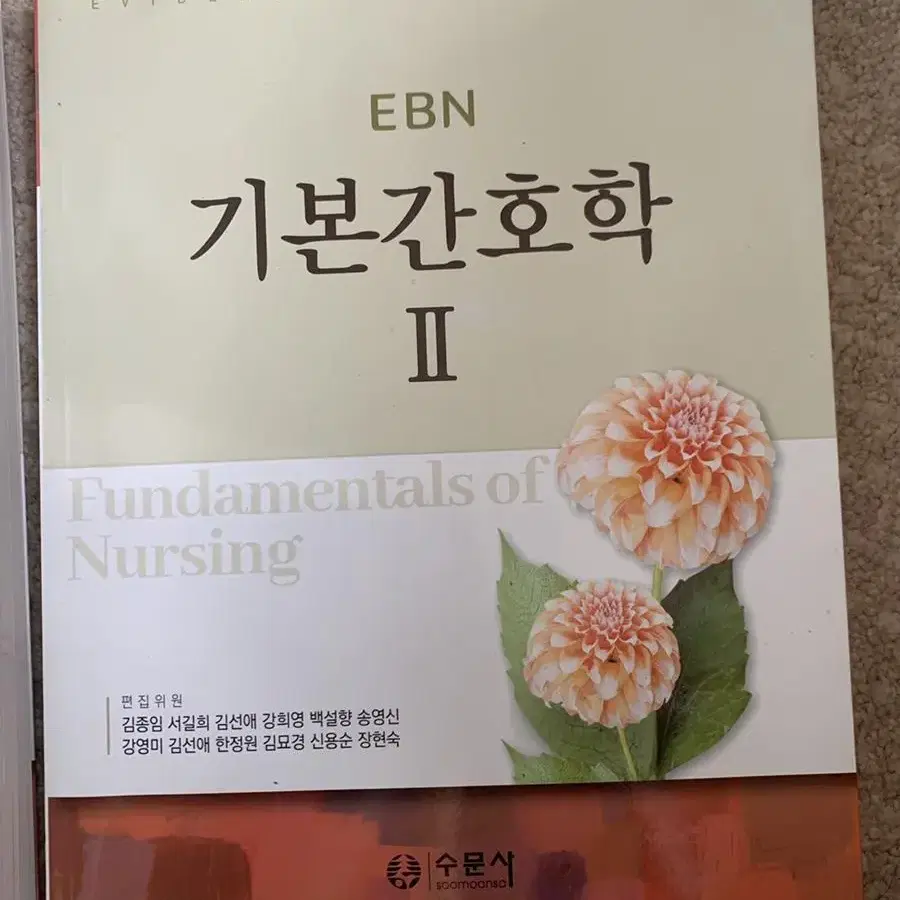 EBN
기본간호학
II
Fundamentals of
Nursing
편집위원
김종임 서길희 김선애 강희영 백설향 송영신
강영미 김선애 한정원 김묘경 신용순 장현숙
수문사
soomoonsa